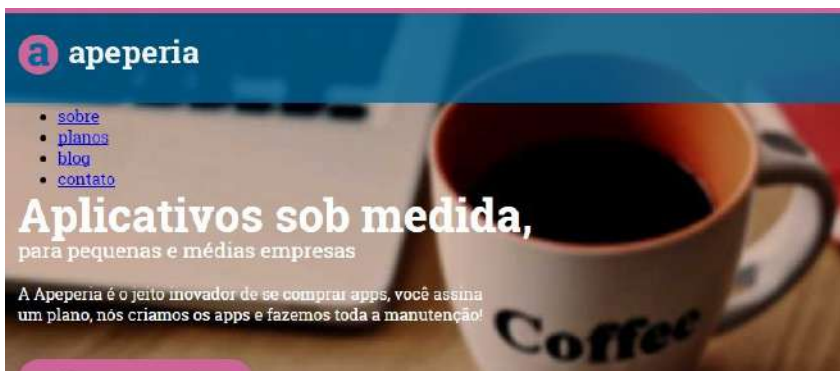 a apeperia
sobre
planos
blog
contato
Aplicativos sob medida,
para pequenas e médias empresas
A Apeperia é o jeito inovador de se comprar apps, você assina
um plano, nós criamos os apps e fazemos toda a manutenção!
Coffee